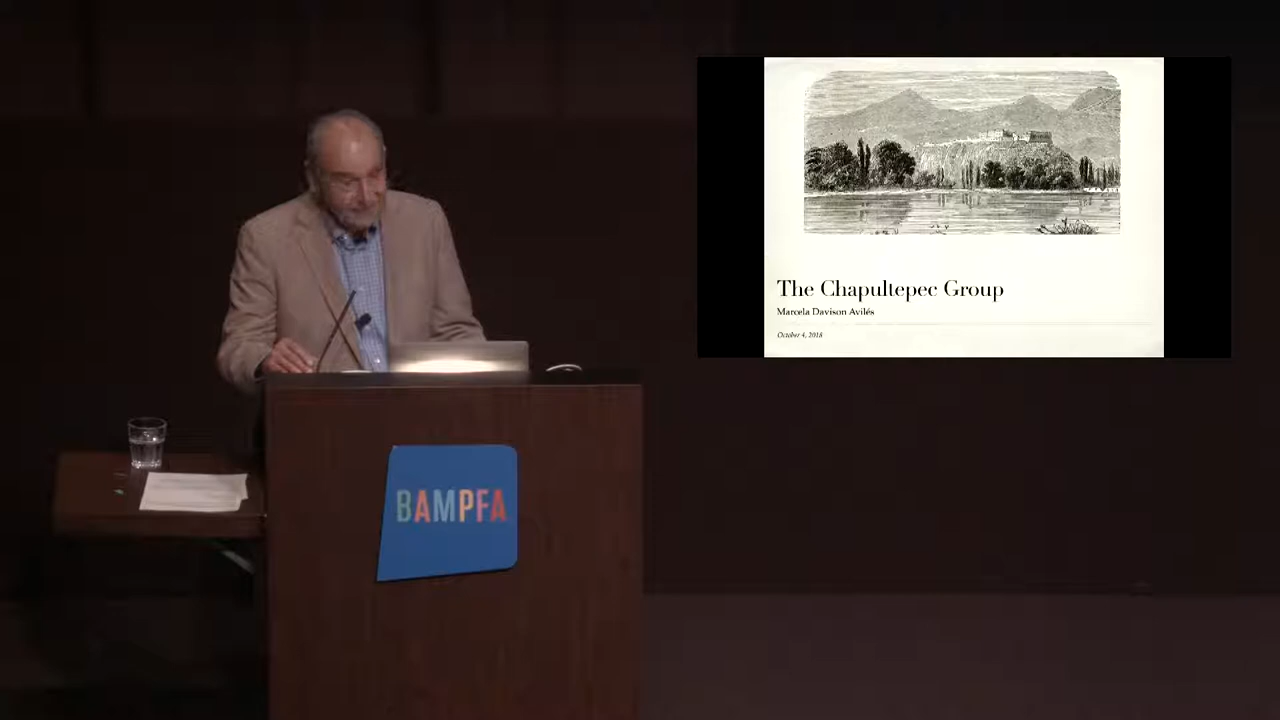 The Chapultepec Group
Marcela Davison Avilés
October 4, 2018
BAMPFA